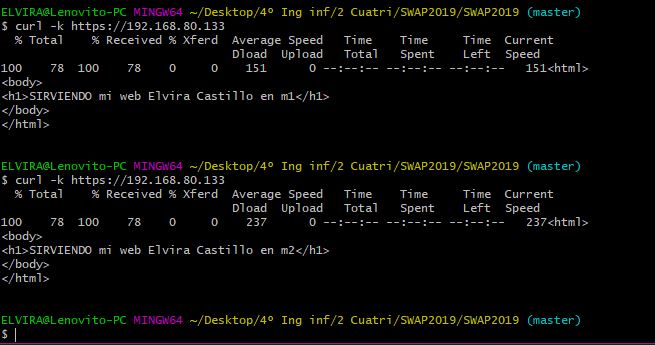 ELVIRA@Lenovito-PC MINGW64 ~/Desktop/4º Ing inf/2 Cuatri/SWAP2019/SWAP2019 (master)
$ curl -k https://192.168.80.133
  % Total    % Received % Xferd  Average Speed   Time    Time     Time  Current
                                 Dload  Upload   Total   Spent    Left  Speed
100    78  100    78    0     0    151      0 --:--:-- --:--:-- --:--:--   151<html>
<body>
<h1>SIRVIENDO mi web Elvira Castillo en m1</h1>
</body>
</html>
ELVIRA@Lenovito-PC MINGW64 ~/Desktop/4º Ing inf/2 Cuatri/SWAP2019/SWAP2019 (master)
$ curl -k https://192.168.80.133
  % Total    % Received % Xferd  Average Speed   Time    Time     Time  Current
                                 Dload  Upload   Total   Spent    Left  Speed
100    78  100    78    0     0    237      0 --:--:-- --:--:-- --:--:--   237<html>
<body>
<h1>SIRVIENDO mi web Elvira Castillo en m2</h1>
</body>
</html>
ELVIRA@Lenovito-PC MINGW64 ~/Desktop/4º Ing inf/2 Cuatri/SWAP2019/SWAP2019 (master)
$